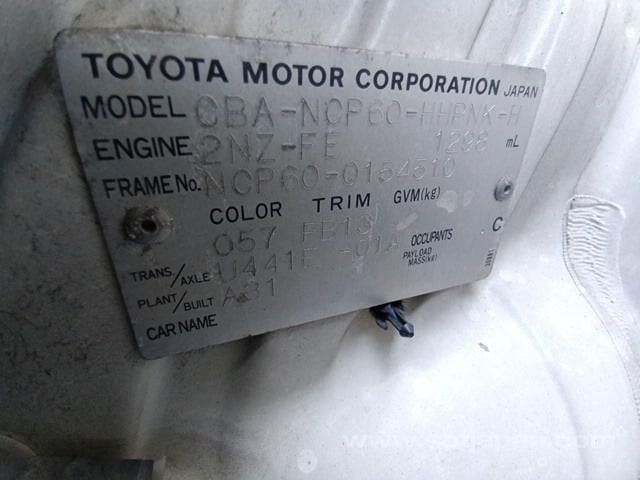 TOYOTA MOTOR CORPORATION JAPAN
MODEL CBA-NCP60-HHPNK-H
ENGINE 2NZ-FE 1298 mL
FRAME No. NCP60-0154510
COLOR TRIM GVM(kg)
057 FB13
TRANS./AXLE U441E -01A OCCUPANTS PAYLOAD MASS(kg) C
PLANT/BUILT A31
CAR NAME